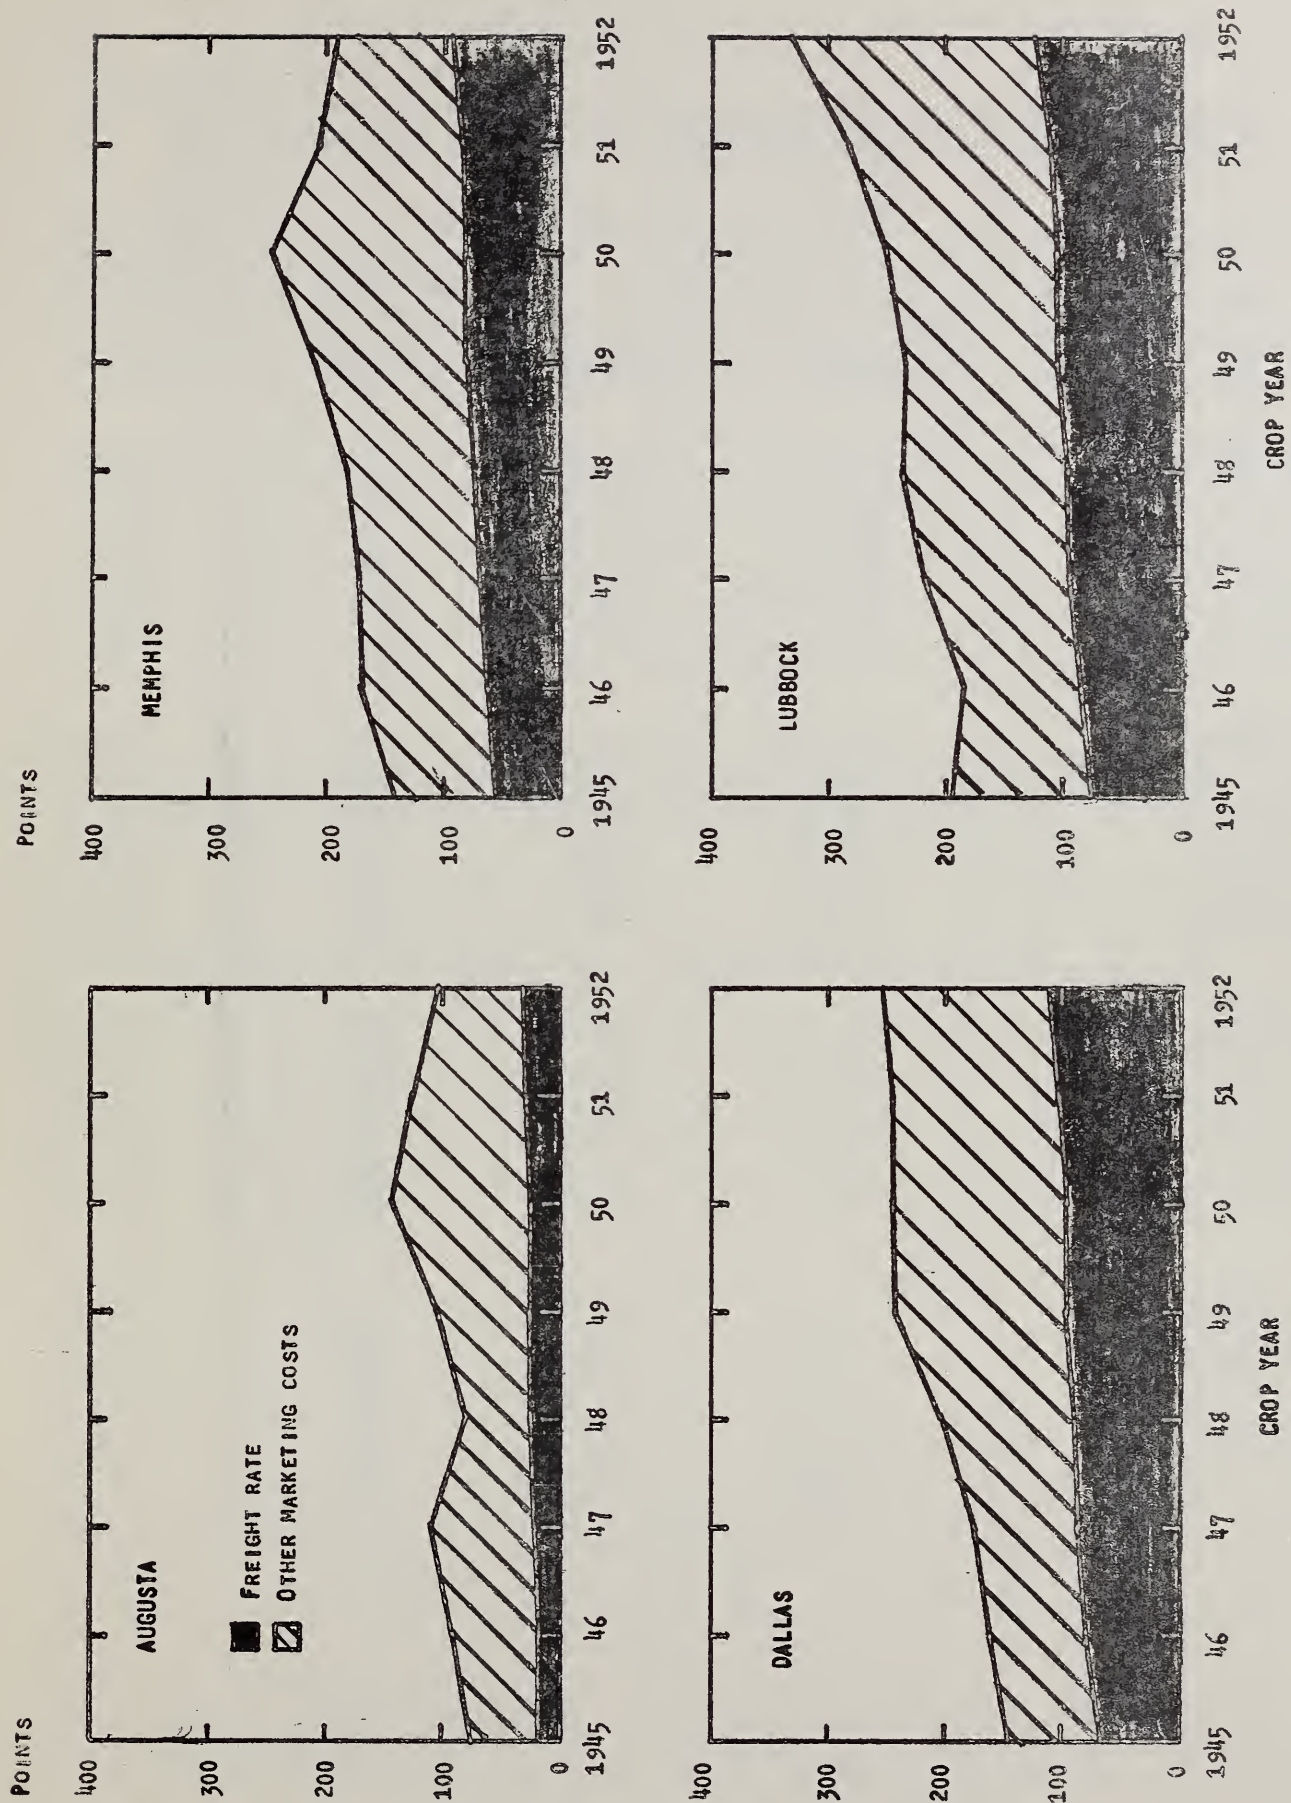 POINTS
400
300
200
100
0
AUGUSTA
FREIGHT RATE
OTHER MARKETING COSTS
1945 46 47 48 49 50 51 1952
POINTS
400
300
200
100
0
MEMPHIS
1945 46 47 48 49 50 51 1952
400
300
200
100
0
DALLAS
1945 46 47 48 49 50 51 1952
CROP YEAR
400
300
200
100
0
LUBBOCK
1945 46 47 48 49 50 51 1952
CROP YEAR